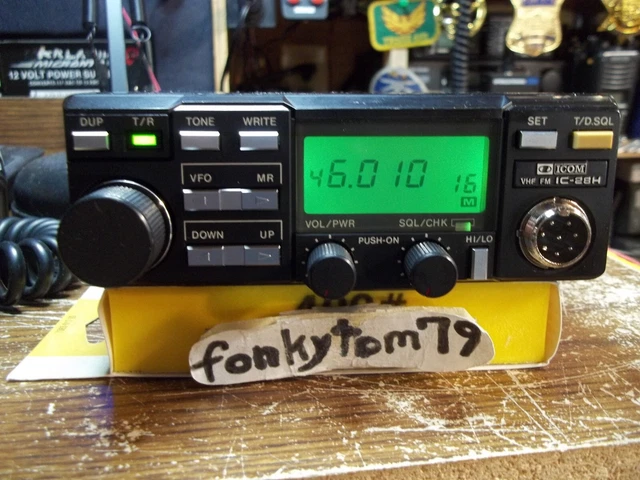 12 VOLT POWER SU
DUP T/R TONE WRITE
SET T/D.SQL
VFO MR
46.010 16
M
ICOM
VHF FM IC-28H
DOWN UP
VOL/PWR SQL/CHK
PUSH-ON HI/LO
fonkytom79